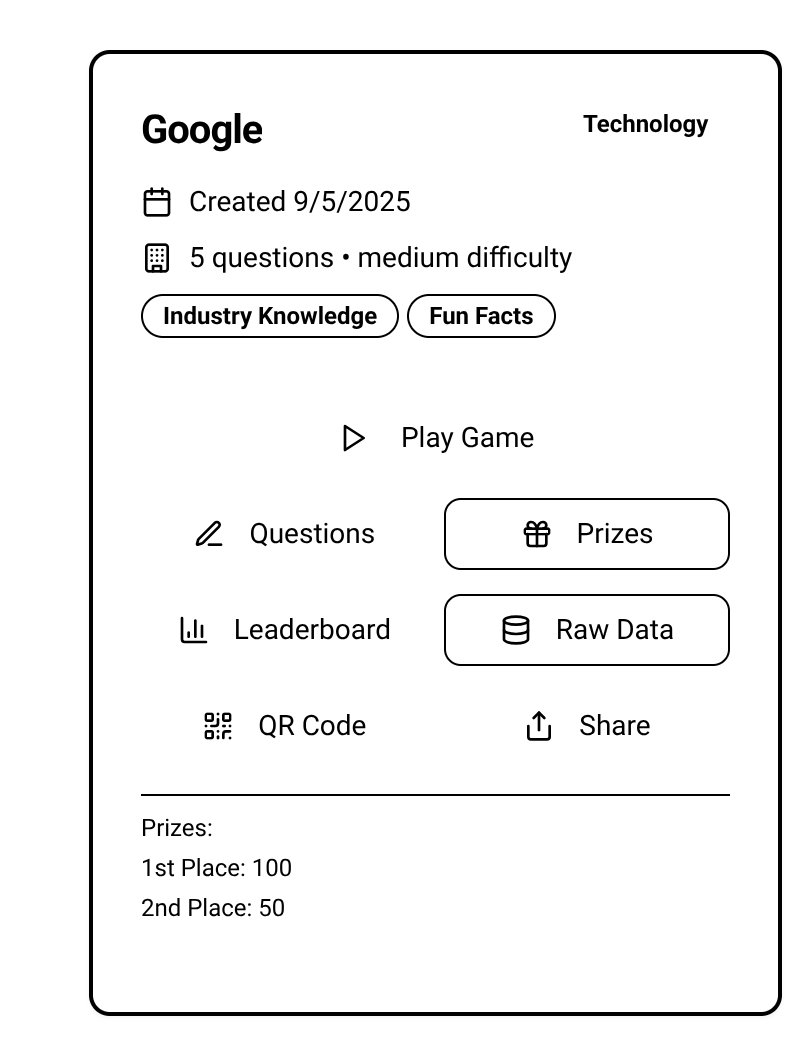 Google
Technology
Created 9/5/2025
5 questions • medium difficulty
Industry Knowledge
Fun Facts
Play Game
Questions
Prizes
Leaderboard
Raw Data
QR Code
Share
Prizes:
1st Place: 100
2nd Place: 50